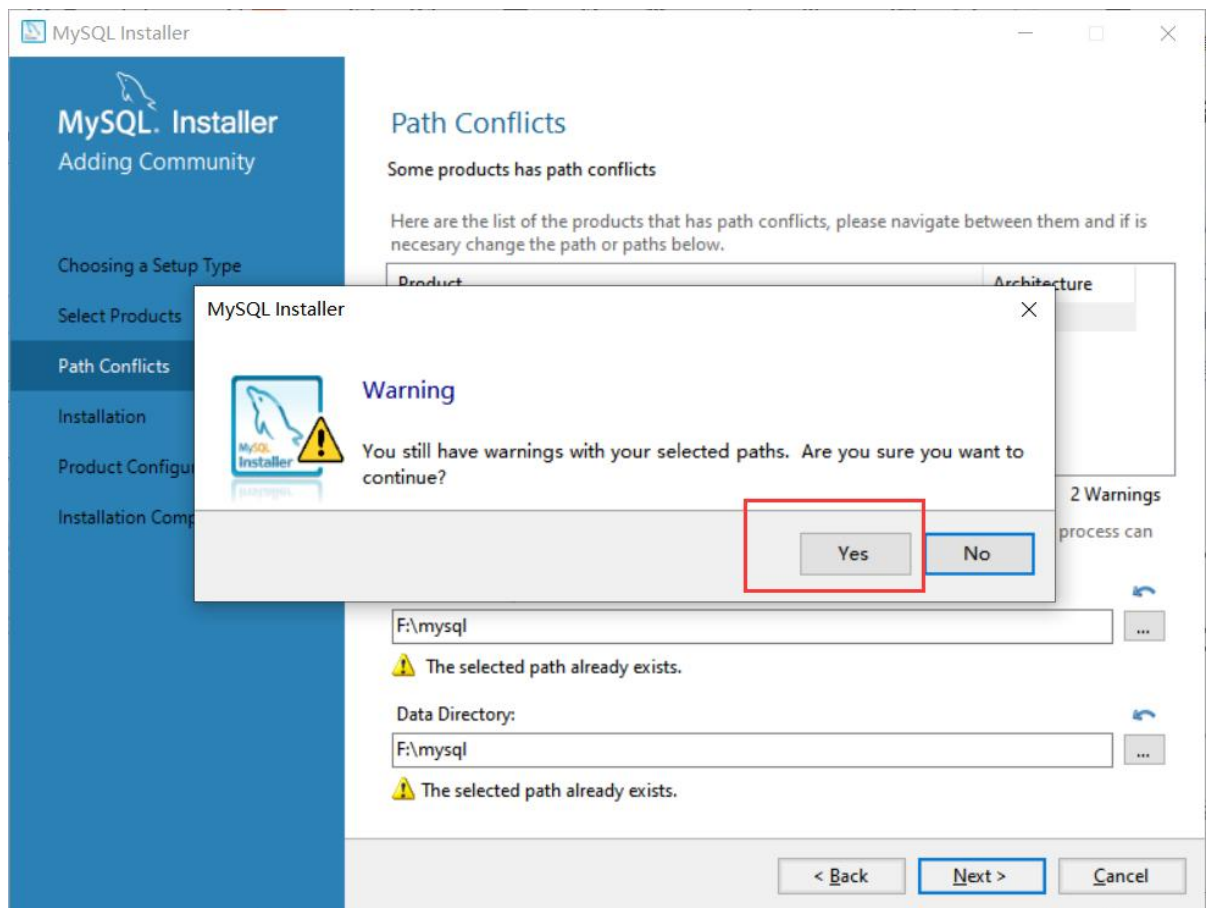 MySQL Installer
MySQL. Installer
Adding Community
Choosing a Setup Type
Select Products
Path Conflicts
Installation
Product Configu
Installation Comp
Path Conflicts
Some products has path conflicts
Here are the list of the products that has path conflicts, please navigate between them and if is
necesary change the path or paths below.
Product Architecture
MySQL Installer
MySQL
Installer
Warning
You still have warnings with your selected paths. Are you sure you want to
continue?
Yes No
2 Warnings
process can
F:\mysql
...
The selected path already exists.
Data Directory:
F:\mysql
...
The selected path already exists.
< Back Next > Cancel